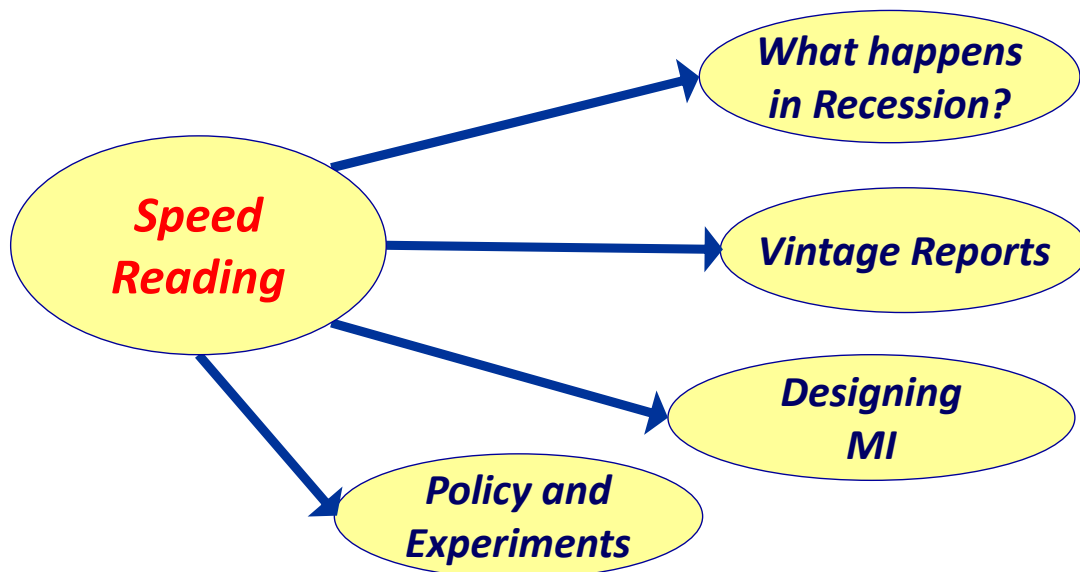 What happens
in Recession?
Speed
Reading
Vintage Reports
Designing
MI
Policy and
Experiments